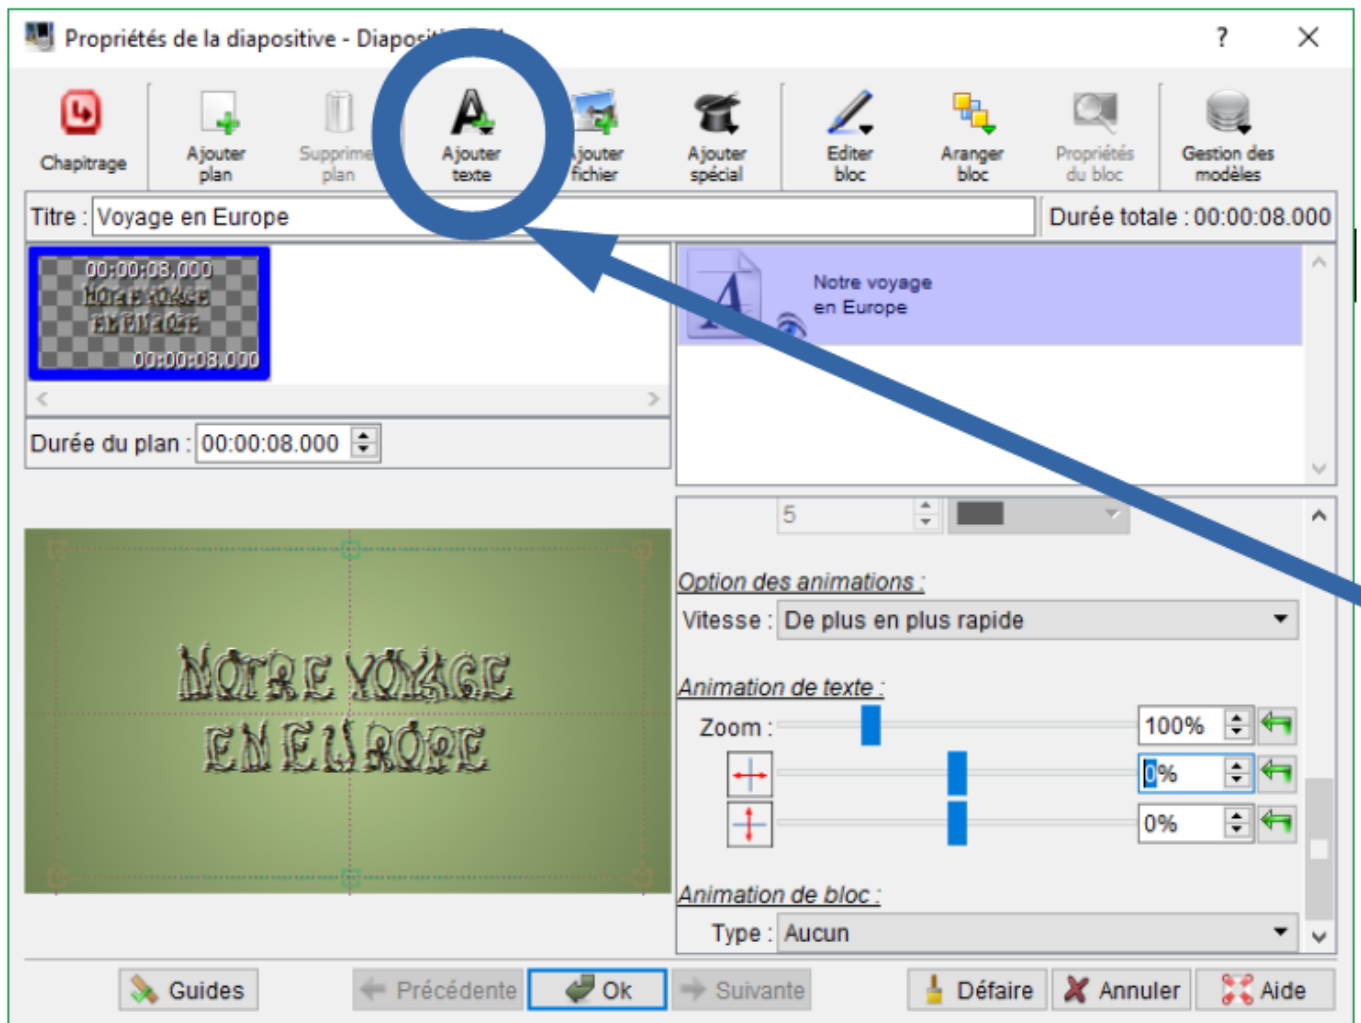 Propriétés de la diapositive -
?
Chapitrage
Ajouter
plan
plan
Ajouter
texte
fichier
Ajouter
spécial
Editer
bloc
Aranger
bloc
Propriétés
du bloc
Gestion des
modèles
Titre : Voyage en Europe
Durée totale : 00:00:08.000
00:00:08.000
00:00:08.000
Notre voyage
en Europe
Durée du plan : 00:00:08.000
5
Option des animations :
Vitesse : De plus en plus rapide
NOTRE VOYAGE
EN EUROPE
Animation de texte :
Zoom : 100%
0%
0%
Animation de bloc :
Type : Aucun
Guides
Précédente
Ok
Suivante
Défaire
Annuler
Aide